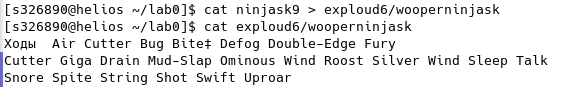 [s326890@helios ~/lab0]$ cat ninjask9 > exploud6/wooperninjask
[s326890@helios ~/lab0]$ cat exploud6/wooperninjask
Ходы  Air Cutter Bug Bite‡ Defog Double-Edge Fury
Cutter Giga Drain Mud-Slap Ominous Wind Roost Silver Wind Sleep Talk
Snore Spite String Shot Swift Uproar